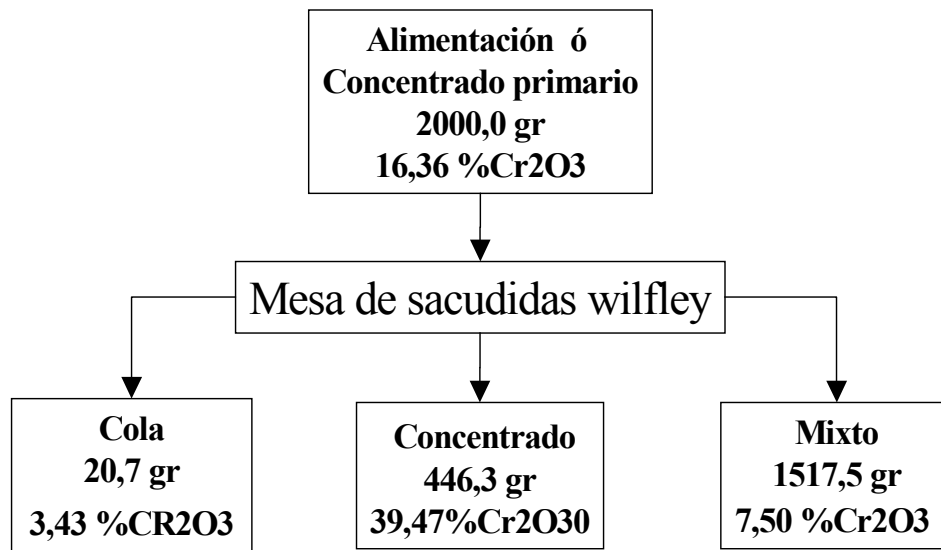 Alimentación ó
Concentrado primario
2000,0 gr
16,36 %Cr2O3
Mesa de sacudidas wilfley
Cola
20,7 gr
3,43 %CR2O3
Concentrado
446,3 gr
39,47%Cr2O30
Mixto
1517,5 gr
7,50 %Cr2O3